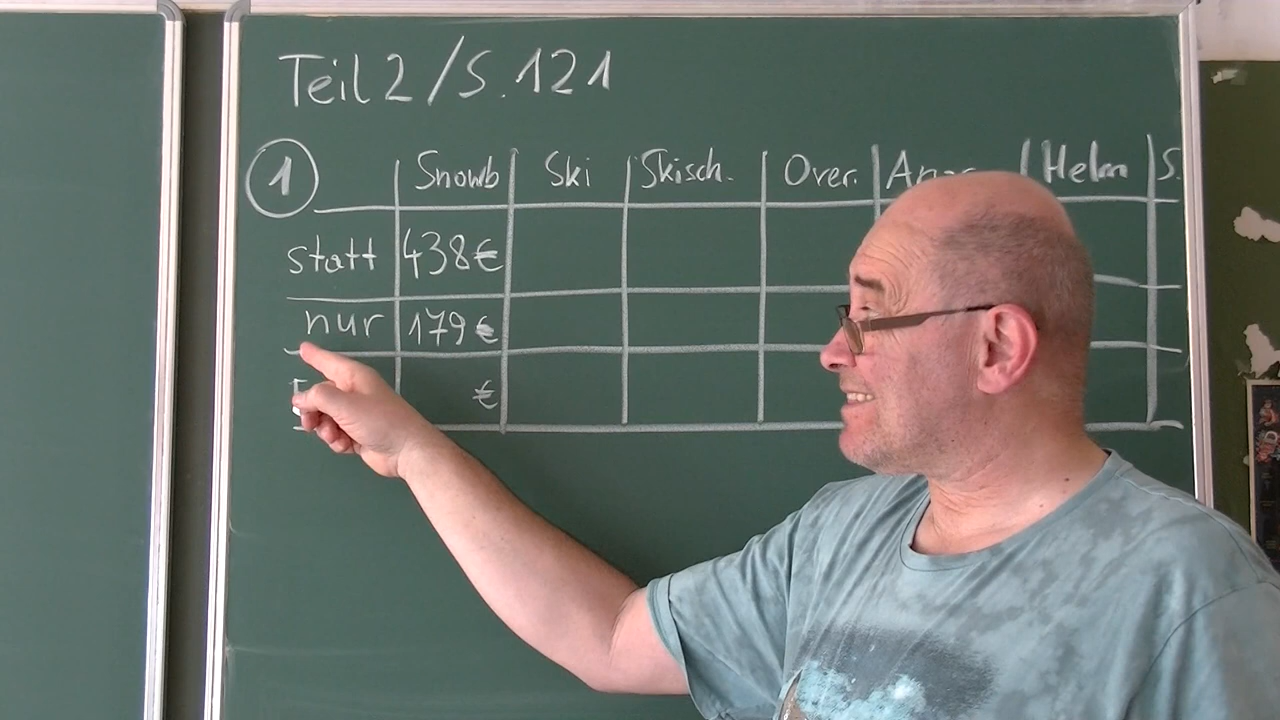 Teil 2 / S. 121
1 Snowb Ski Skisch. Over. Helm S.
statt 438€
nur 179€
€